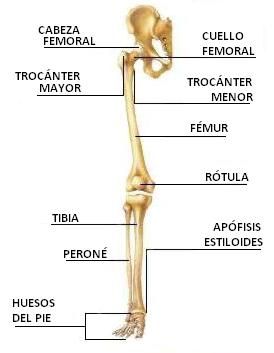 CABEZA
FEMORAL
CUELLO
FEMORAL
TROCÁNTER
MAYOR
TROCÁNTER
MENOR
FÉMUR
RÓTULA
TIBIA
APÓFISIS
ESTILOIDES
PERONÉ
HUESOS
DEL PIE